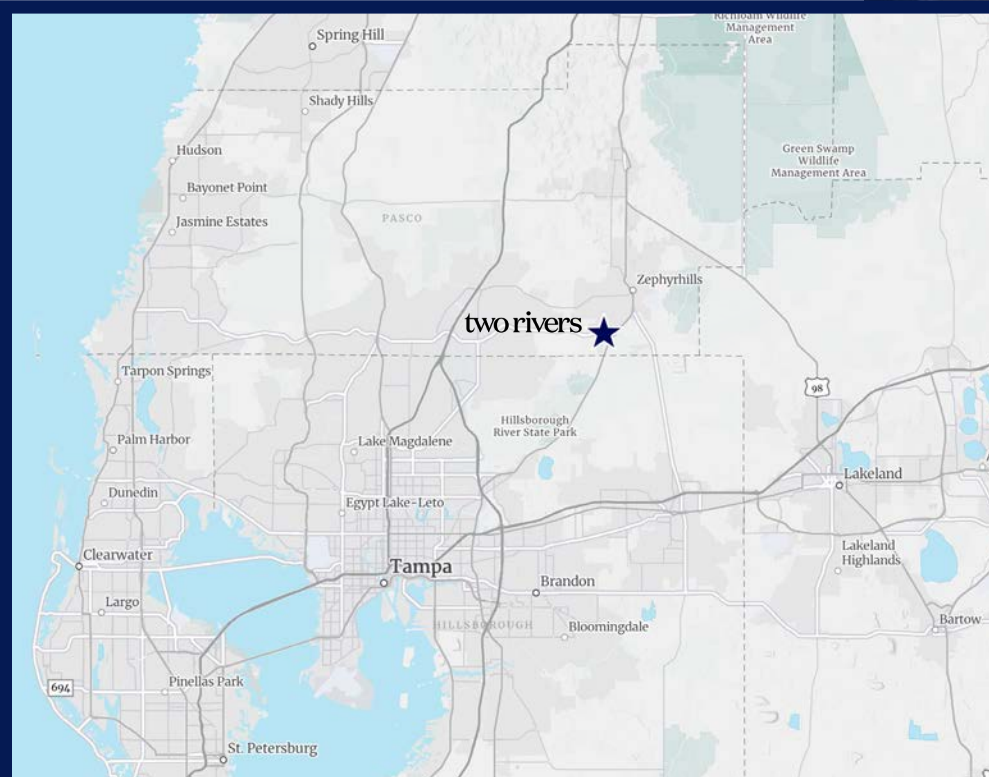 Richloam Wildlife
Management
Area
Spring Hill
Shady Hills
Hudson
Green Swamp
Wildlife
Management Area
Bayonet Point
PASCO
Jasmine Estates
Zephyrhills
two rivers
Tarpon Springs
98
Hillsborough
River State Park
Palm Harbor
Lake Magdalene
Lakeland
Dunedin
Egypt Lake-Leto
Clearwater
Tampa
Lakeland
Highlands
Brandon
Largo
HILLSBOROUGH
Bloomingdale
Bartow
Pinellas Park
694
St. Petersburg